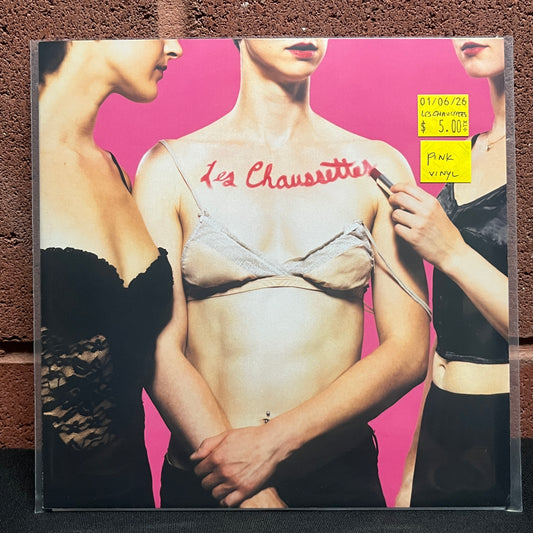 Les Chaussettes
01/06/26
LES CHAUSSETTES
$ 5.00
PINK
VINYL